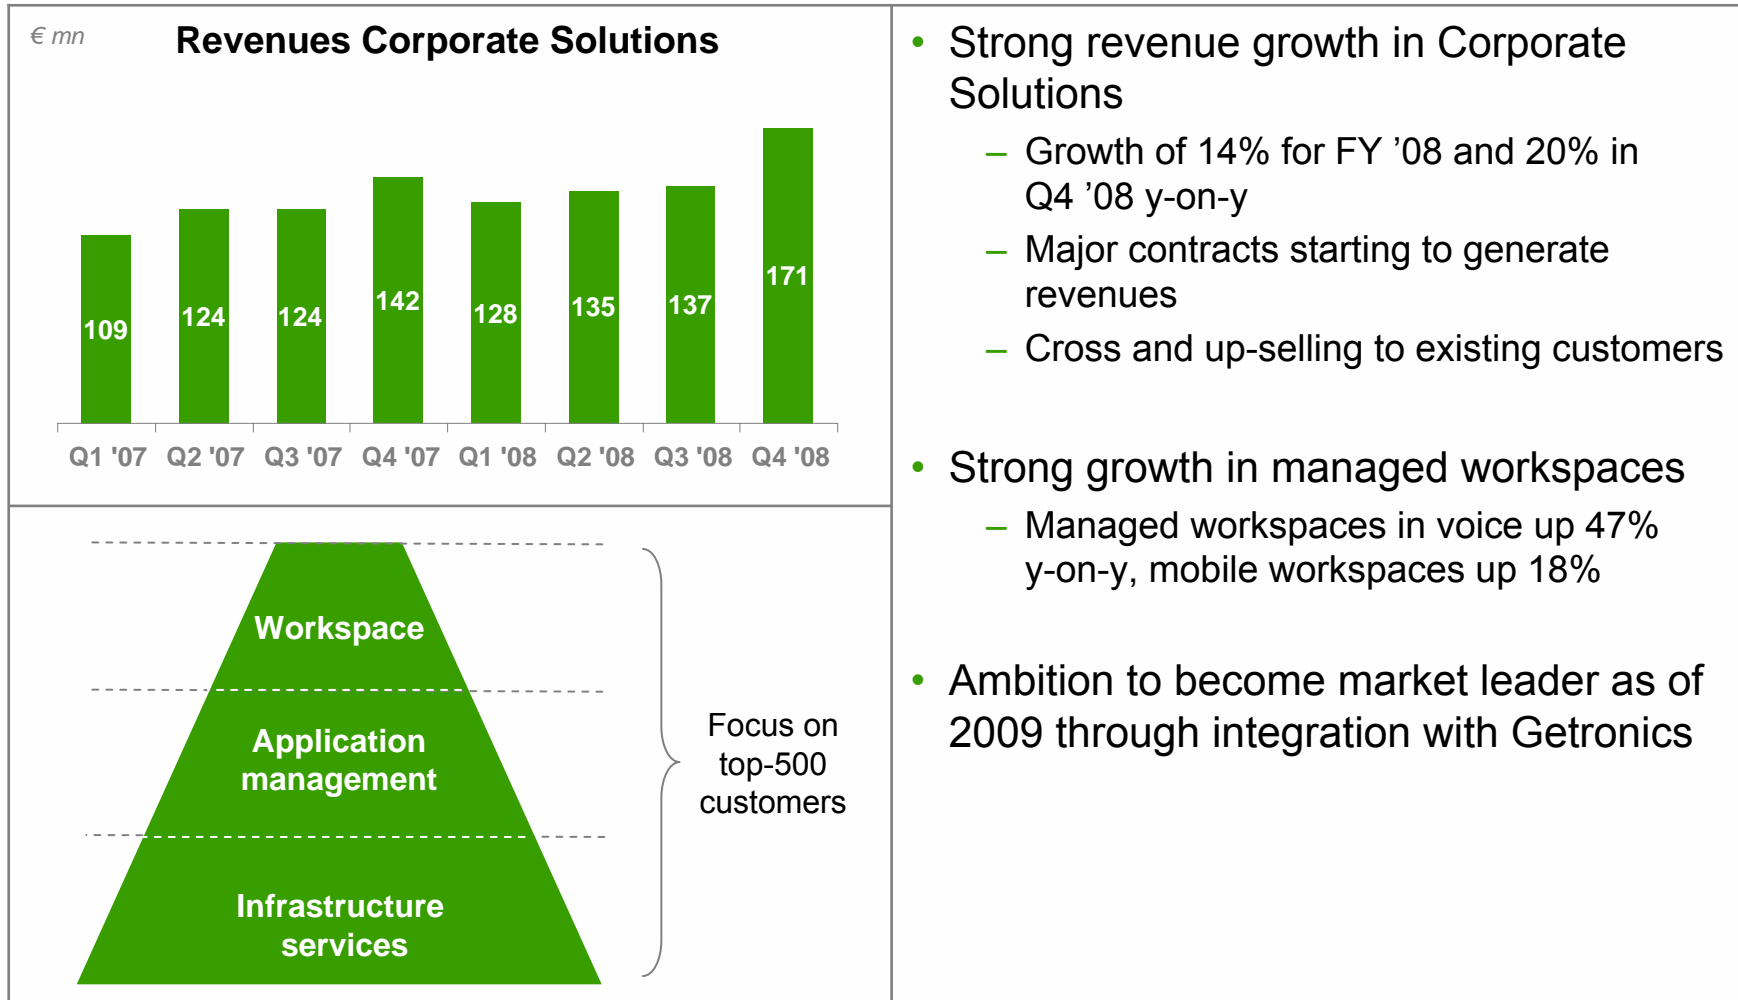 € mn
Revenues Corporate Solutions
109
124
124
142
128
135
137
171
Q1 '07 Q2 '07 Q3 '07 Q4 '07 Q1 '08 Q2 '08 Q3 '08 Q4 '08
Workspace
Application
management
Infrastructure
services
Focus on
top-500
customers
• Strong revenue growth in Corporate
Solutions
– Growth of 14% for FY ’08 and 20% in
Q4 ’08 y-on-y
– Major contracts starting to generate
revenues
– Cross and up-selling to existing customers
• Strong growth in managed workspaces
– Managed workspaces in voice up 47%
y-on-y, mobile workspaces up 18%
• Ambition to become market leader as of
2009 through integration with Getronics